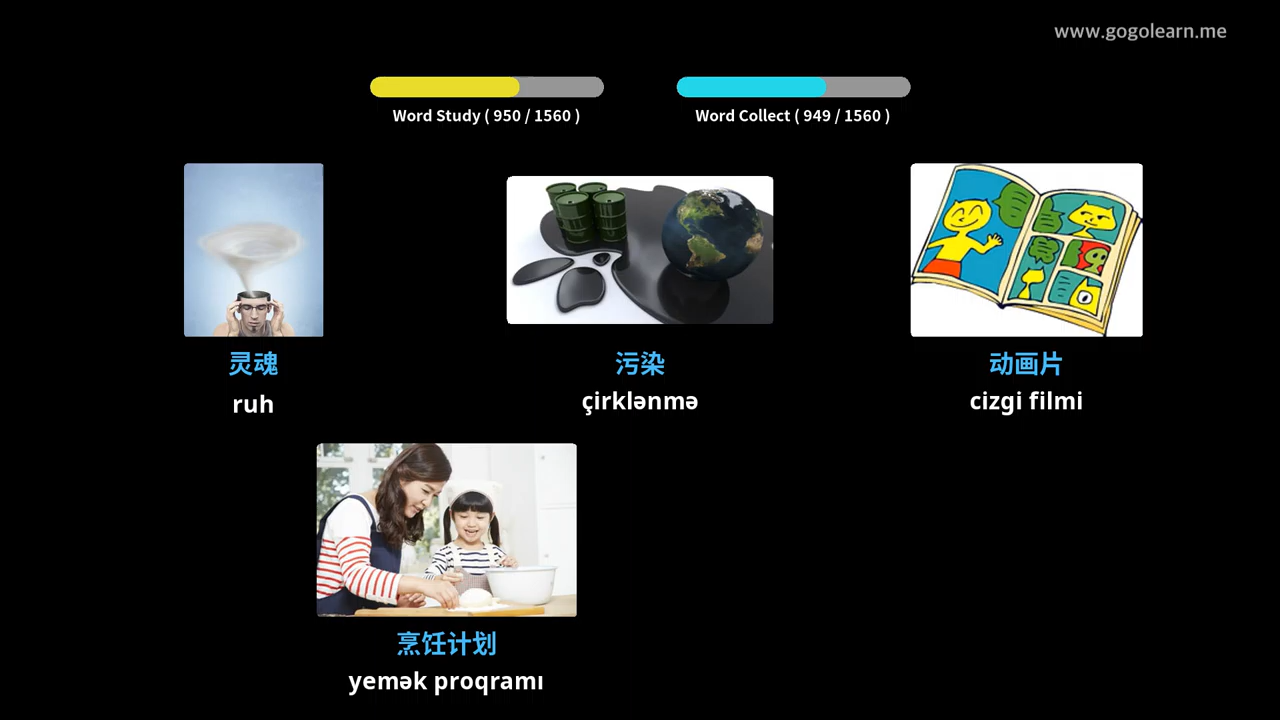 www.gogolearn.me
Word Study ( 950 / 1560 )
Word Collect ( 949 / 1560 )
灵魂
ruh
污染
çirklənmə
动画片
cizgi filmi
烹饪计划
yemək proqramı